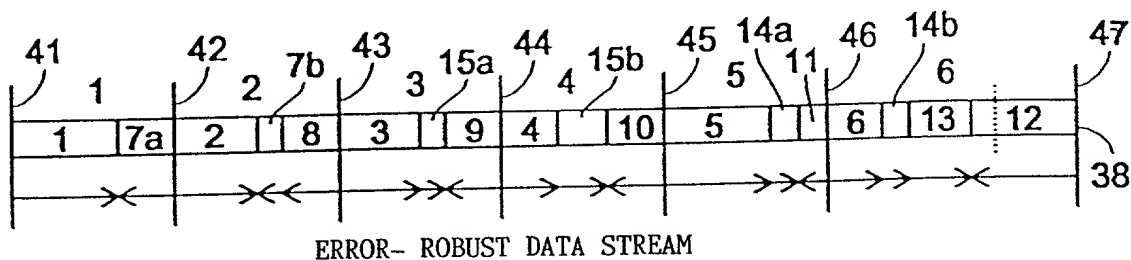 41 42 43 44 45 14a 46 14b 47
1 2 7b 3 15a 4 15b 5 11 6
1 7a 2 8 3 9 4 10 5 6 13 12
38
ERROR- ROBUST DATA STREAM